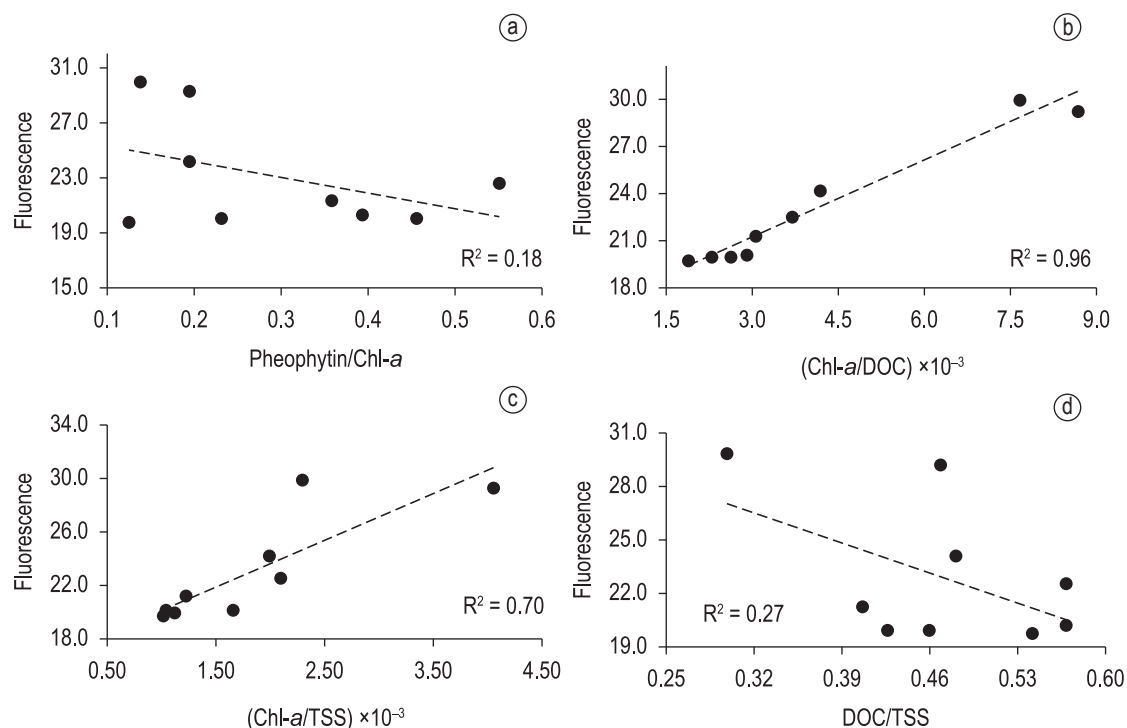 a
31.0
27.0
23.0
19.0
15.0
Fluorescence
R² = 0.18
0.1 0.2 0.3 0.4 0.5 0.6
Pheophytin/Chl-a
b
30.0
27.0
24.0
21.0
18.0
Fluorescence
R² = 0.96
1.5 3.0 4.5 6.0 7.5 9.0
(Chl-a/DOC) ×10⁻³
c
34.0
30.0
26.0
22.0
18.0
Fluorescence
R² = 0.70
0.50 1.50 2.50 3.50 4.50
(Chl-a/TSS) ×10⁻³
d
31.0
28.0
25.0
22.0
19.0
Fluorescence
R² = 0.27
0.25 0.32 0.39 0.46 0.53 0.60
DOC/TSS